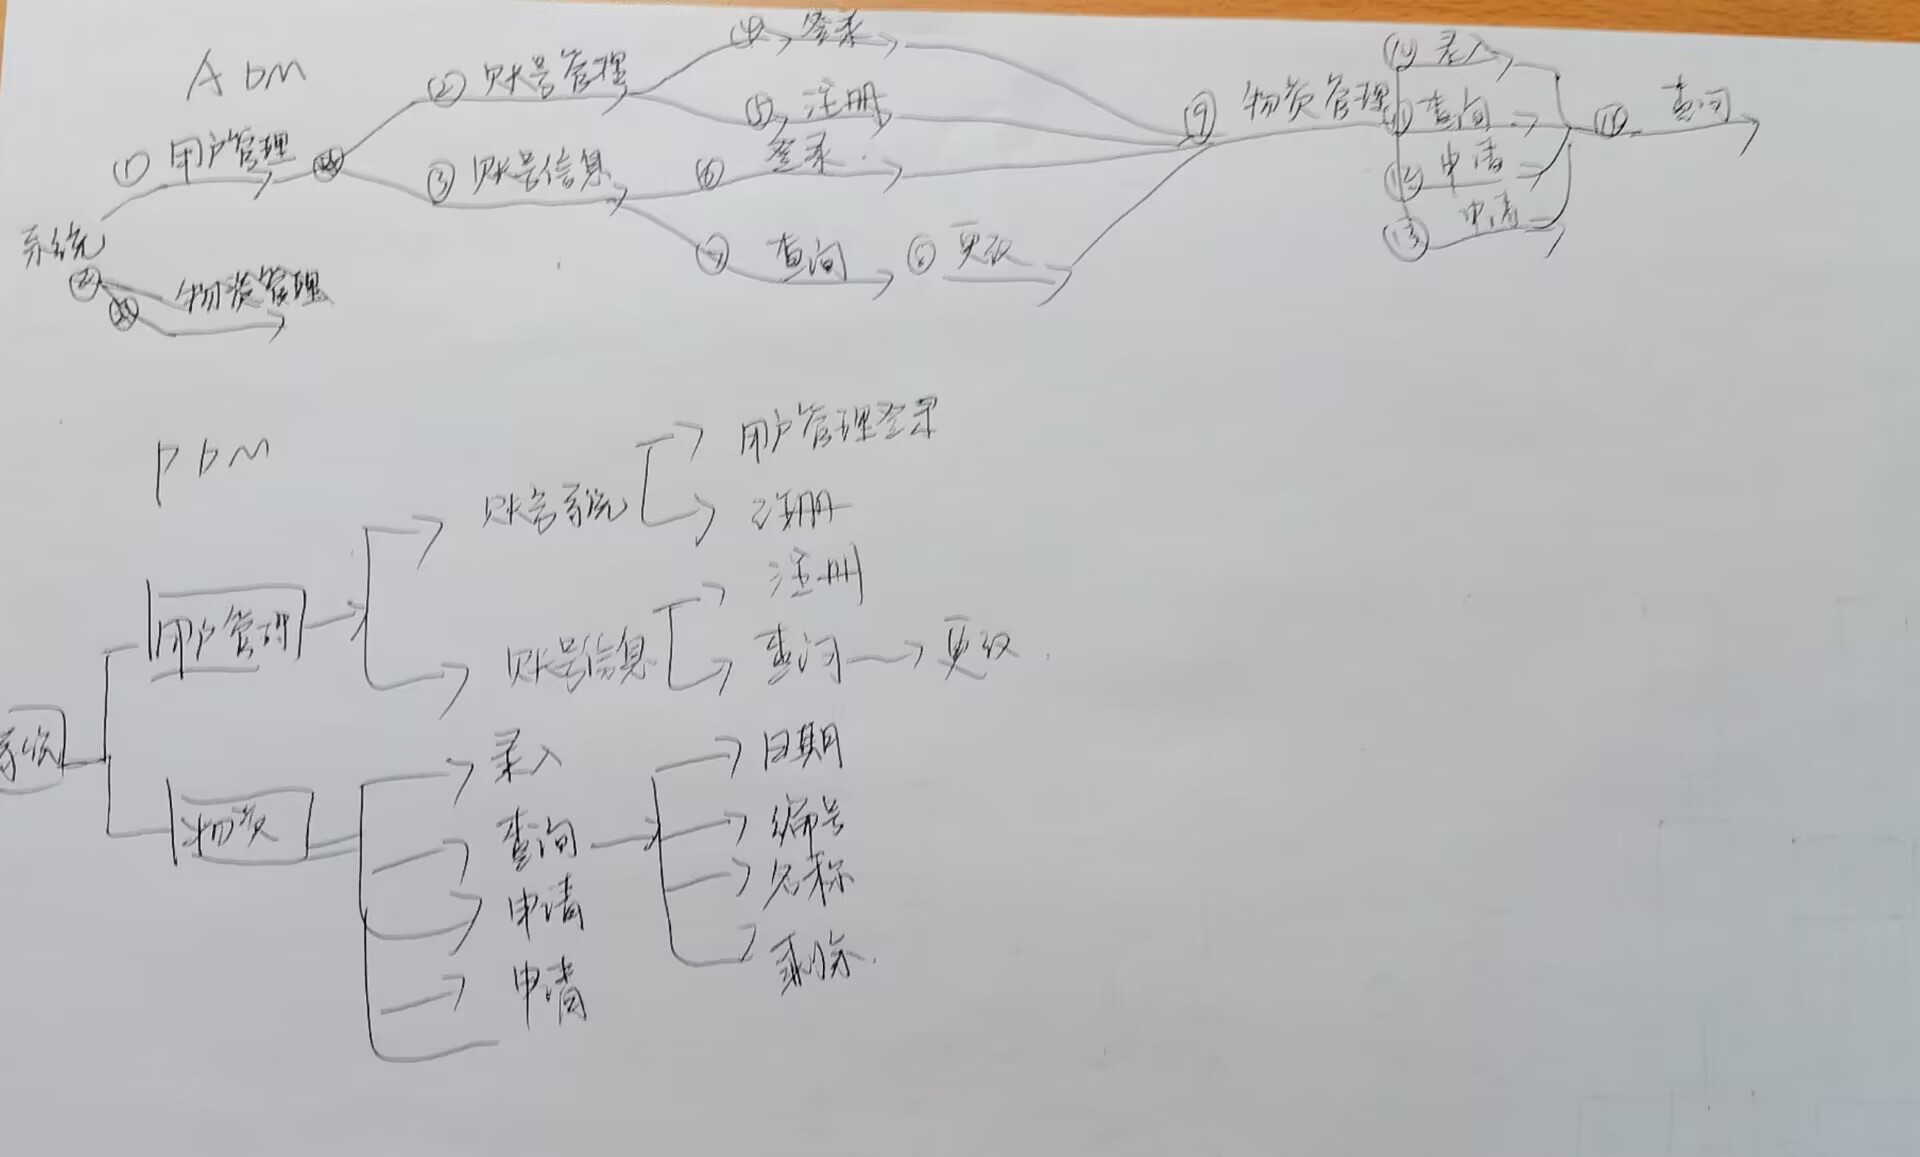 ADM
① 用户管理
② 账号管理
④ 登录
⑤ 注册
③ 账号信息
⑥ 登录
⑦ 查询
⑧ 更改
⑨ 物资管理
录入
查询
⑫ 申请
⑬ 申请
查询
系统
物资管理
PDM
系统
用户管理
账号系统
用户管理登录
注册
账号信息
注册
查询
更改
物资
录入
查询
申请
申请
日期
编号
名称
剩余